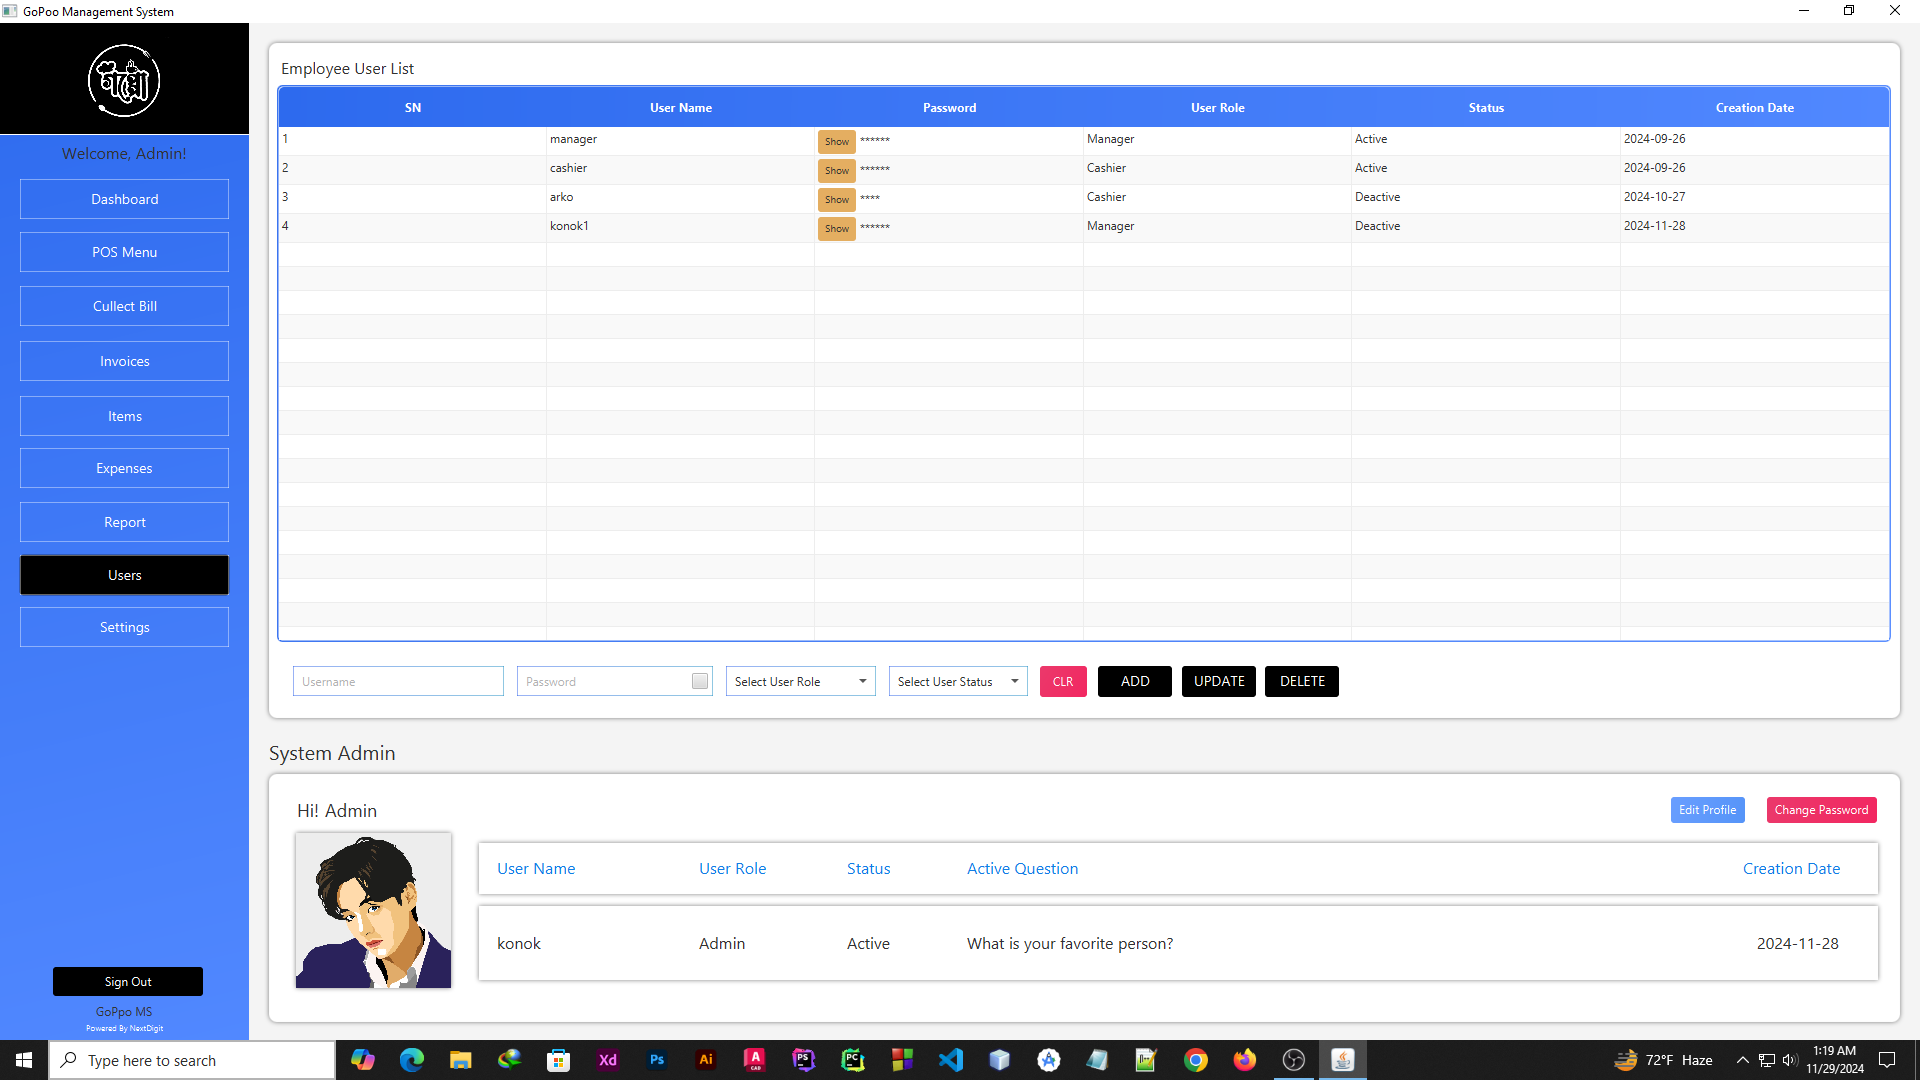 GoPoo Management System
Welcome, Admin!
Dashboard
POS Menu
Cullect Bill
Invoices
Items
Expenses
Report
Users
Settings
Sign Out
GoPpo MS
Powered By NextDigit
Employee User List
SN User Name Password User Role Status Creation Date
1 manager Show ****** Manager Active 2024-09-26
2 cashier Show ****** Cashier Active 2024-09-26
3 arko Show **** Cashier Deactive 2024-10-27
4 konok1 Show ****** Manager Deactive 2024-11-28
Username Password Select User Role Select User Status CLR ADD UPDATE DELETE
System Admin
Hi! Admin
Edit Profile Change Password
User Name User Role Status Active Question Creation Date
konok Admin Active What is your favorite person? 2024-11-28
Type here to search
Xd Ps Ai A CAD PS PC
72°F Haze
1:19 AM
11/29/2024